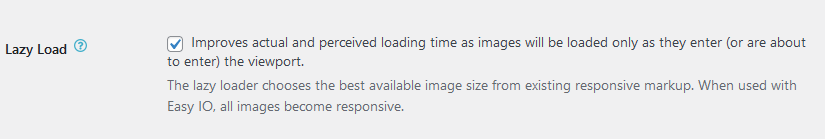 Lazy Load ? Improves actual and perceived loading time as images will be loaded only as they enter (or are about
to enter) the viewport.
The lazy loader chooses the best available image size from existing responsive markup. When used with
Easy IO, all images become responsive.